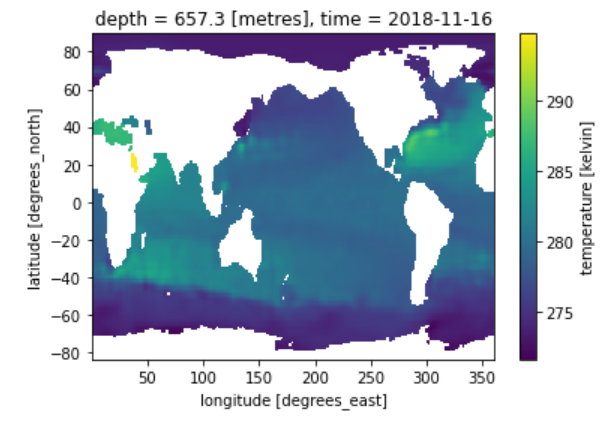 depth = 657.3 [metres], time = 2018-11-16
80
60
40
20
0
−20
−40
−60
−80
latitude [degrees_north]
50 100 150 200 250 300 350
longitude [degrees_east]
290
285
280
275
temperature [kelvin]